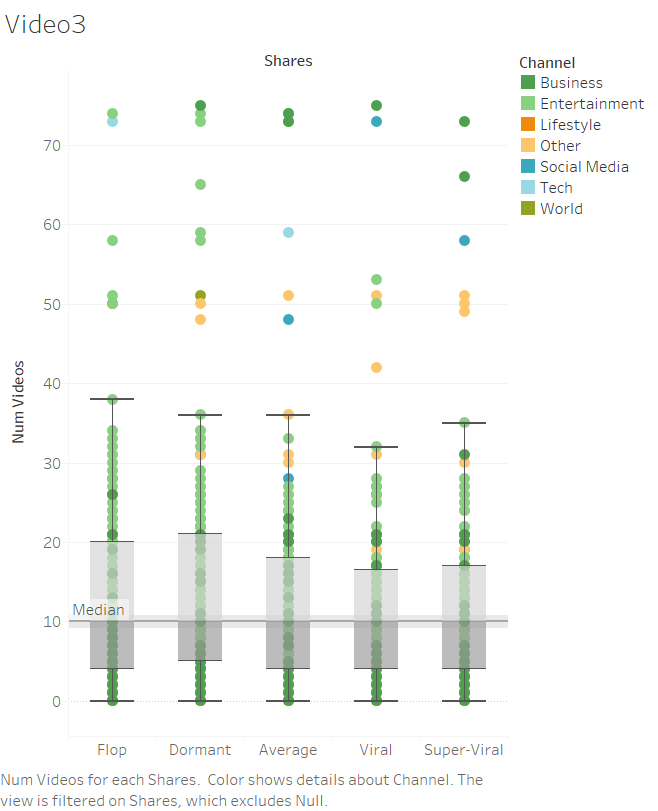 Video3
Shares
Channel
Business
Entertainment
Lifestyle
Other
Social Media
Tech
World
70
60
50
40
30
20
10
0
Num Videos
Median
Flop
Dormant
Average
Viral
Super-Viral
Num Videos for each Shares.  Color shows details about Channel. The
view is filtered on Shares, which excludes Null.